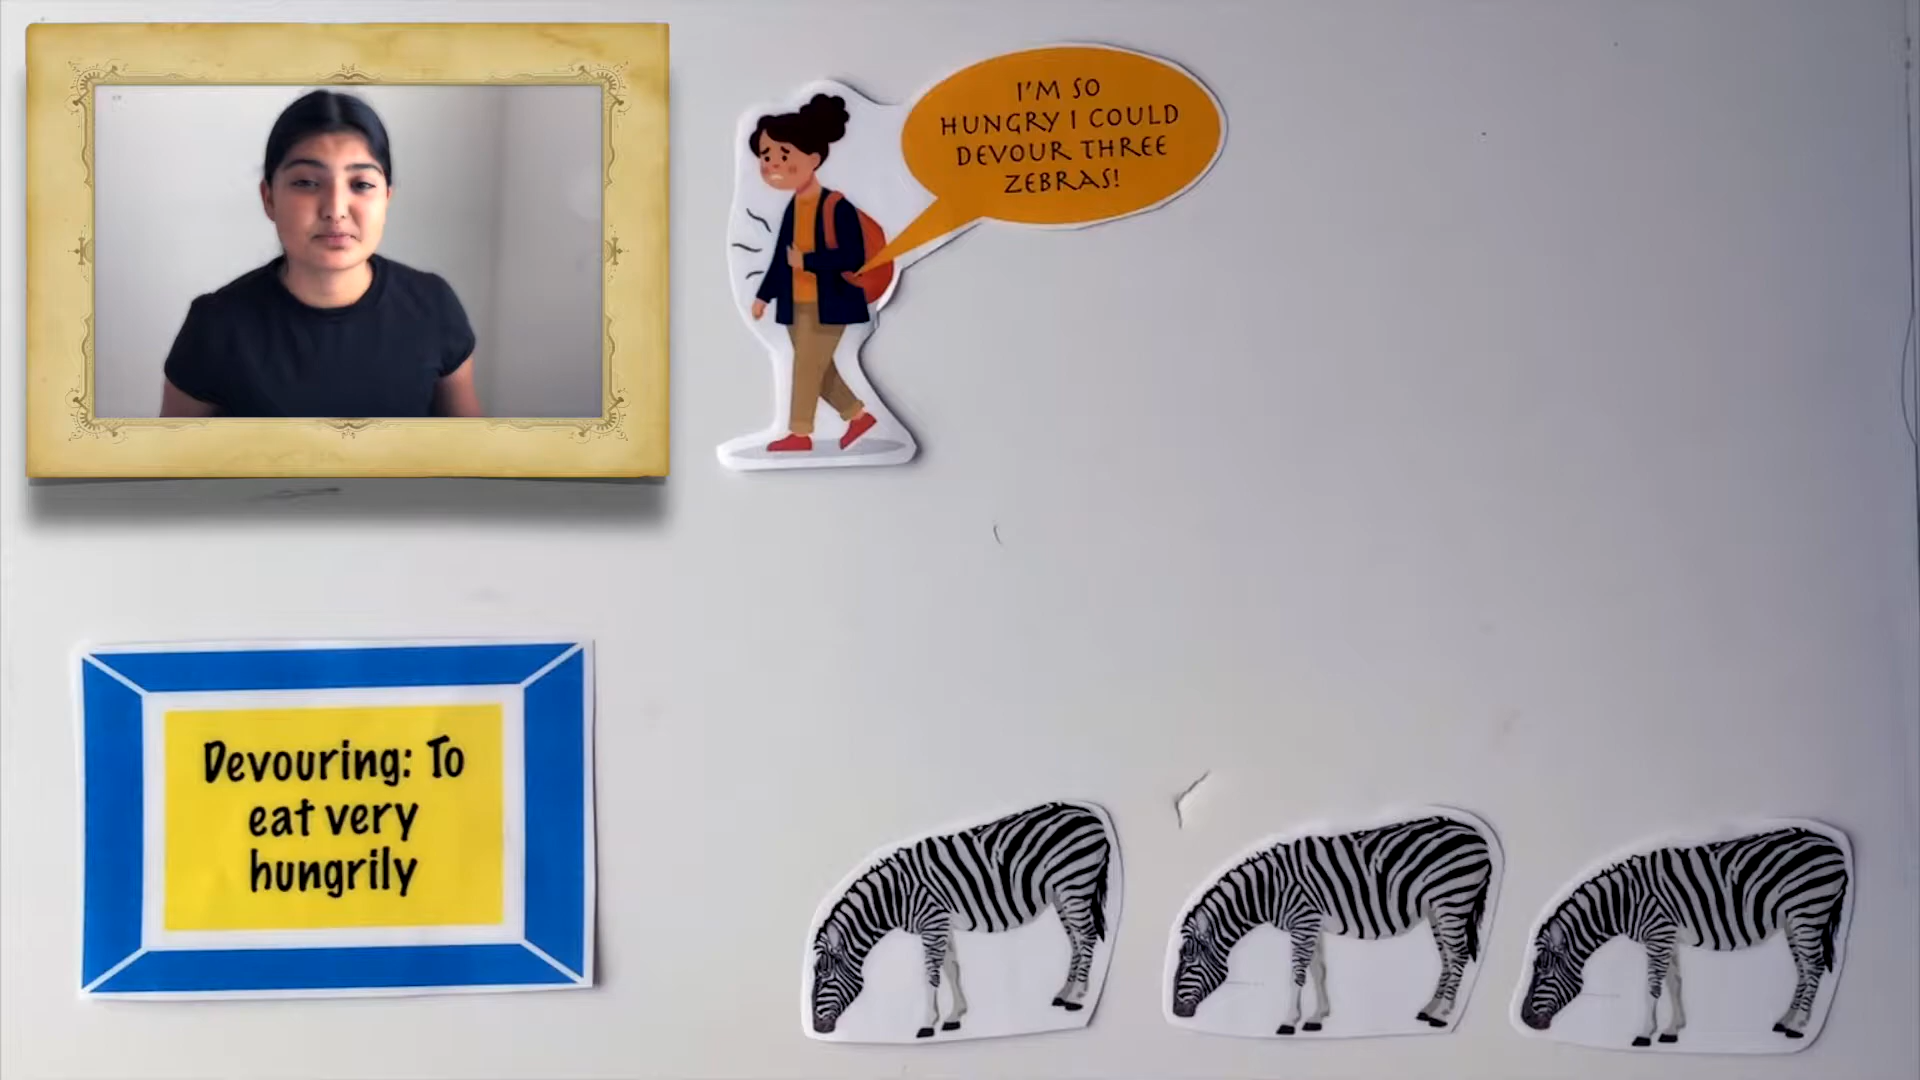 I'M SO
HUNGRY I COULD
DEVOUR THREE
ZEBRAS!
Devouring: To
eat very
hungrily